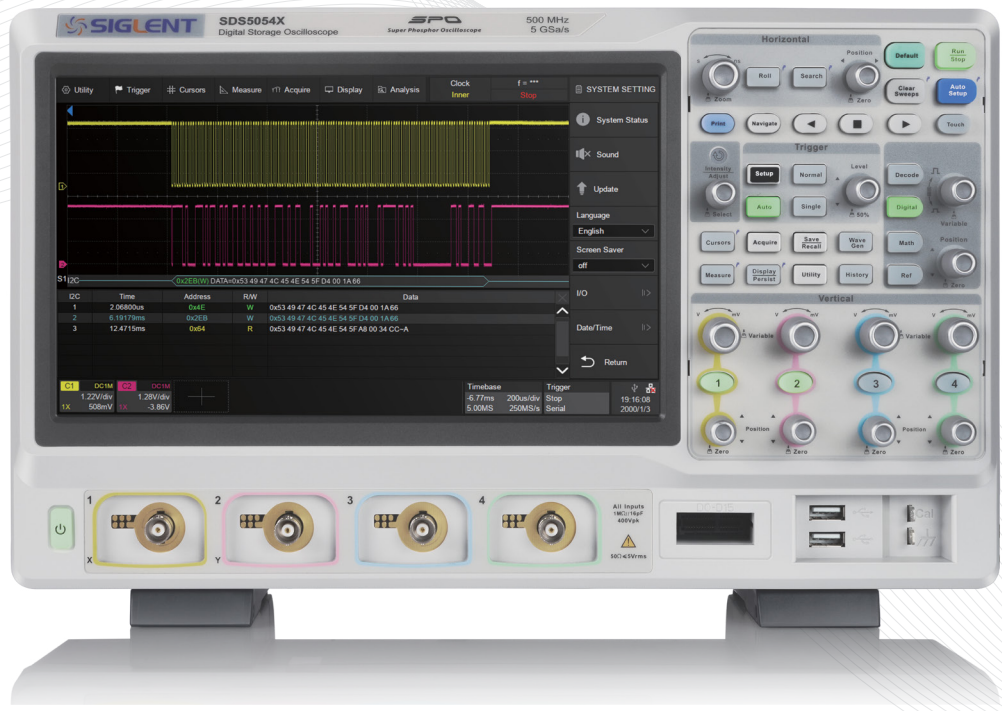 SIGLENT
SDS5054X
Digital Storage Oscilloscope
SPO
Super Phosphor Oscilloscope
500 MHz
5 GSa/s
Utility Trigger Cursors Measure Acquire Display Analysis
Clock
Inner
f = ***
Stop
SYSTEM SETTING
System Status
Sound
Update
Language
English
Screen Saver
off
I/O
Date/Time
Return
S1 I2C
0x2EB(W) DATA=0x53 49 47 4C 45 4E 54 5F D4 00 1A 66
I2C Time Address R/W Data
1 2.06800us 0x4E W 0x53 49 47 4C 45 4E 54 5F D4 00 1A 66
2 6.19179ms 0x2EB W 0x53 49 47 4C 45 4E 54 5F D4 00 1A 66
3 12.4715ms 0x64 R 0x53 49 47 4C 45 4E 54 5F A8 00 34 CC~A
C1 DC1M
1.22V/div
1X 508mV
C2 DC1M
1.28V/div
1X -3.86V
Timebase
-6.77ms 200us/div
5.00MS 250MS/s
Trigger
Stop
Serial
19:16:08
2000/1/3
Horizontal
Zoom
Roll
Search
Position
Zero
Default
Run
Stop
Clear
Sweeps
Auto
Setup
Print
Navigate
Touch
Intensity
Adjust
Select
Trigger
Setup
Normal
Level
Auto
Single
50%
Decode
Digital
Variable
Cursors
Acquire
Save
Recall
Wave
Gen
Math
Position
Measure
Display
Persist
Utility
History
Ref
Zero
Vertical
V mV
V mV
V mV
V mV
Variable
Variable
1
2
3
4
Position
Position
Zero
Zero
Zero
Zero
1
X
2
Y
3
4
All Inputs
1MΩ//16pF
400Vpk
50Ω≤5Vrms
Cal